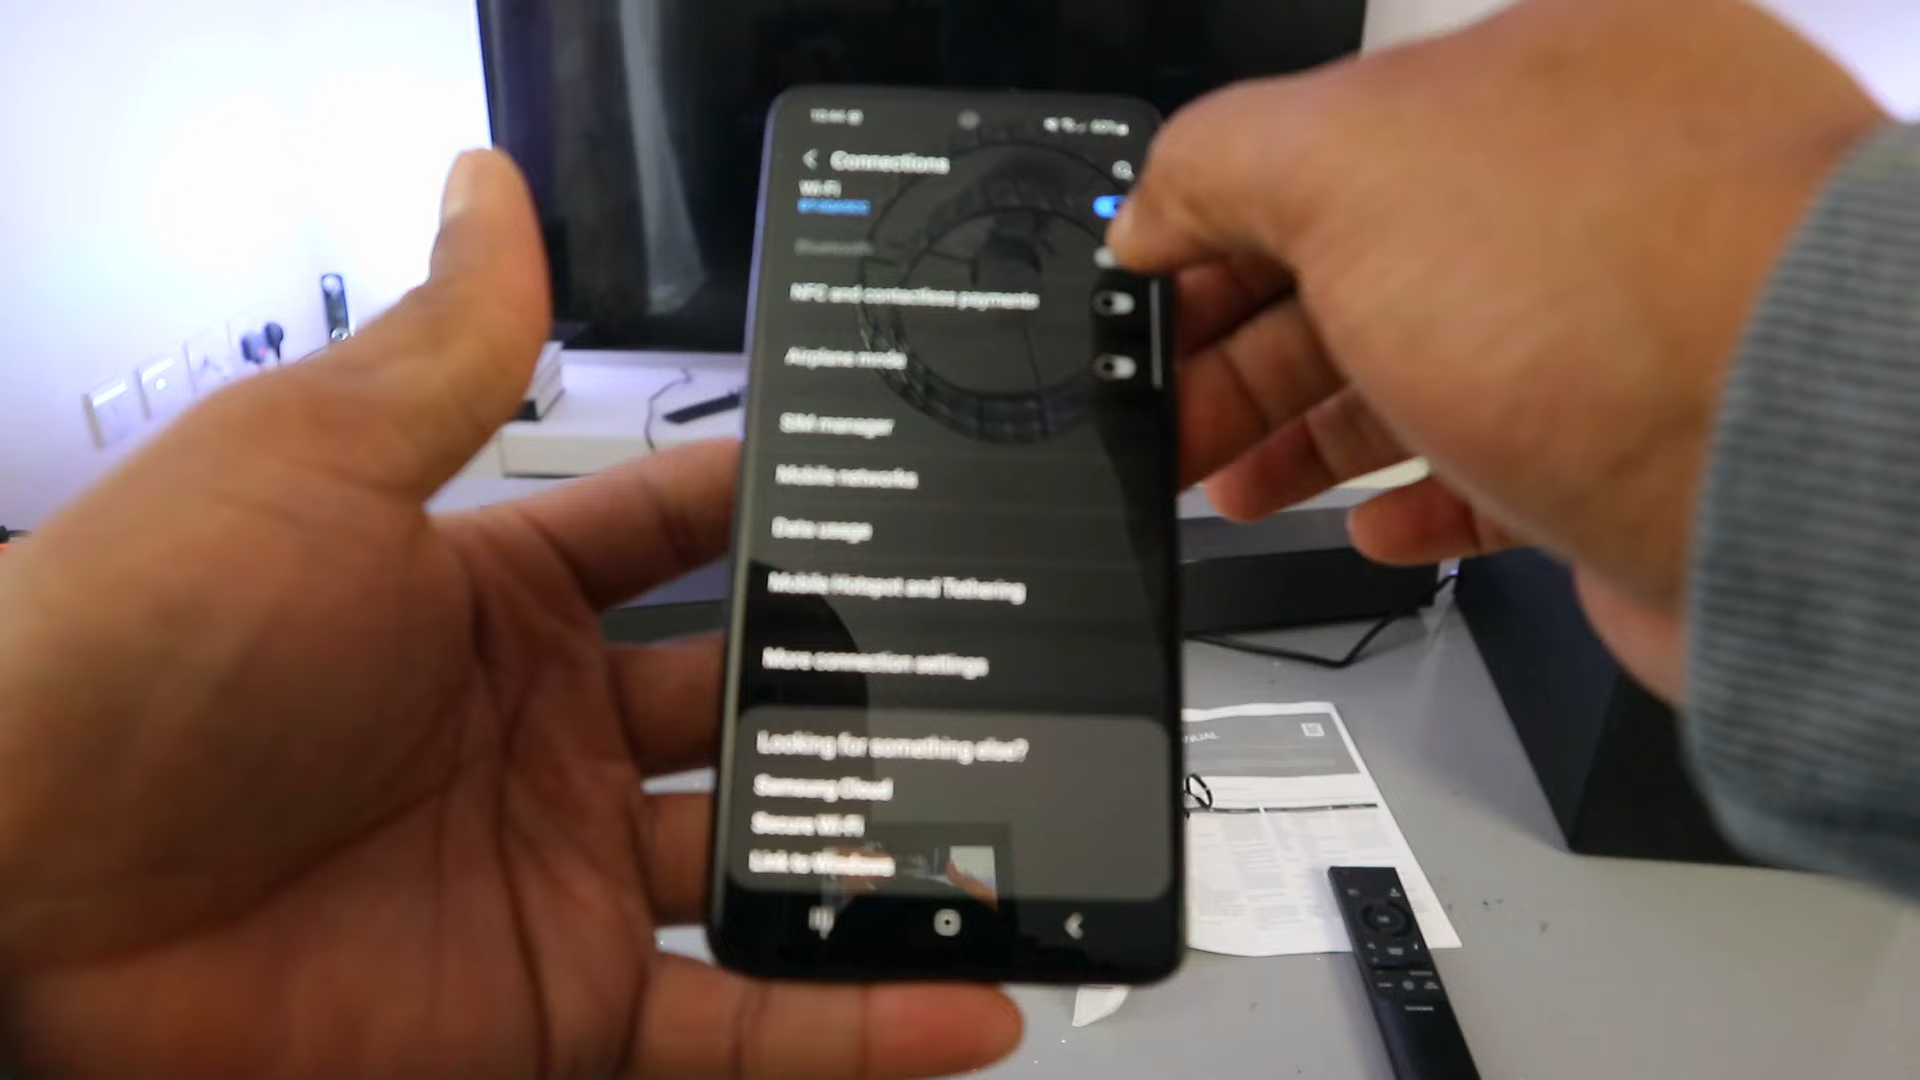 Connections
Wi-Fi
Bluetooth
NFC and contactless payments
Airplane mode
SIM manager
Mobile networks
Data usage
Mobile Hotspot and Tethering
More connection settings
Looking for something else?
Samsung Cloud
Secure Wi-Fi
Link to Windows